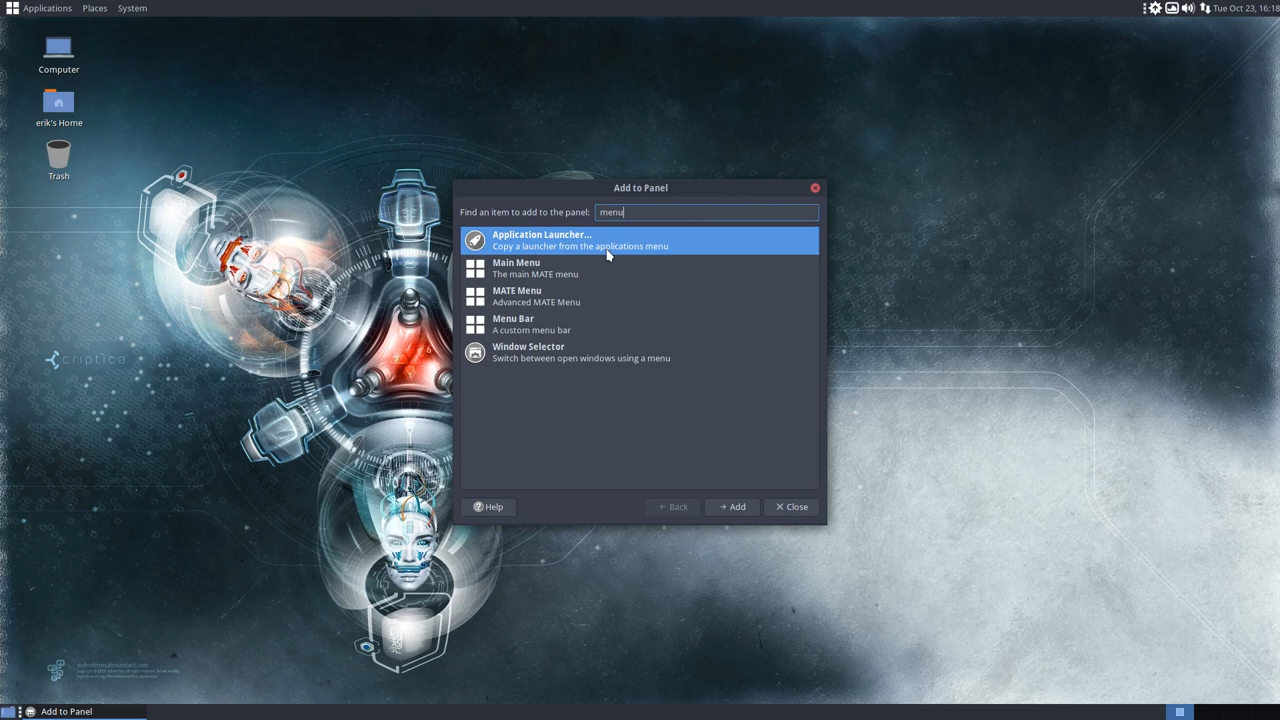 Applications Places System
Tue Oct 23, 16:18
Computer
erik's Home
Trash
Add to Panel
Find an item to add to the panel: menu
Application Launcher...
Copy a launcher from the applications menu
Main Menu
The main MATE menu
MATE Menu
Advanced MATE Menu
Menu Bar
A custom menu bar
Window Selector
Switch between open windows using a menu
Help Back Add Close
criptica
Add to Panel